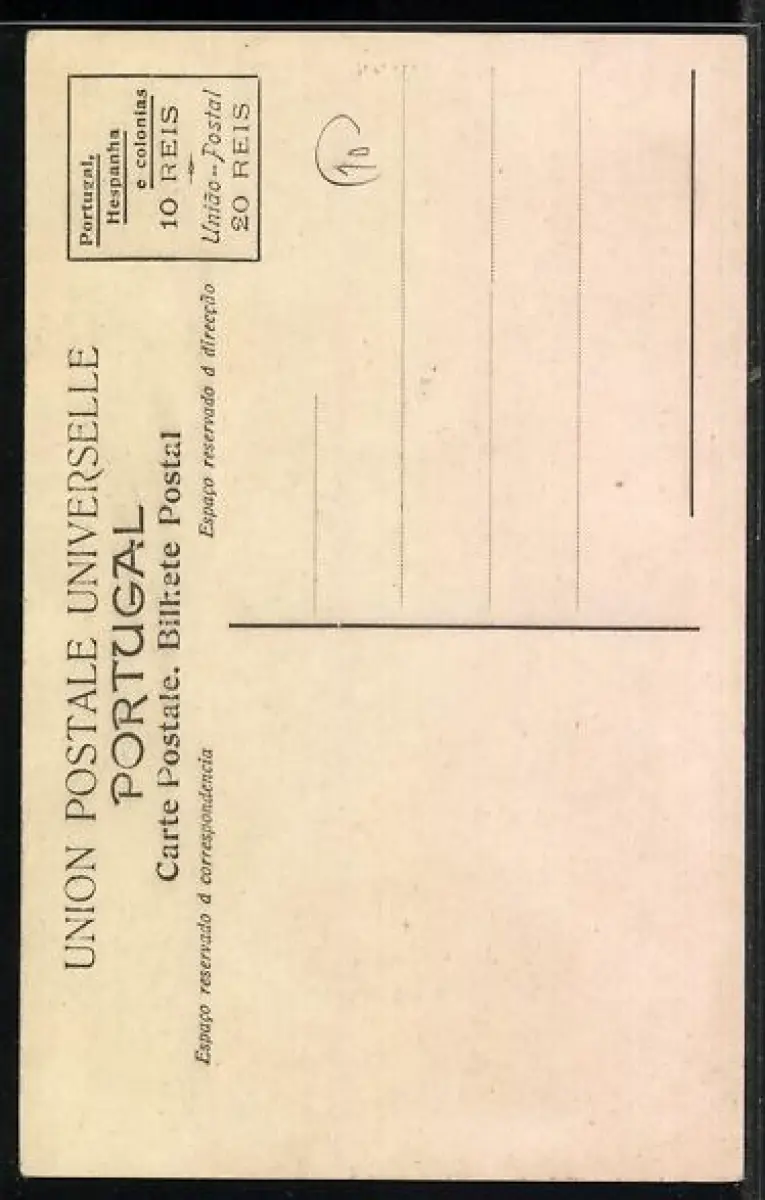 UNION POSTALE UNIVERSELLE
PORTUGAL
Carte Postale. Bilhete Postal
Espaço reservado á correspondencia
Espaço reservado á direcção
Portugal,
Hespanha
e colonias
10 REIS
União-Postal
20 REIS
10